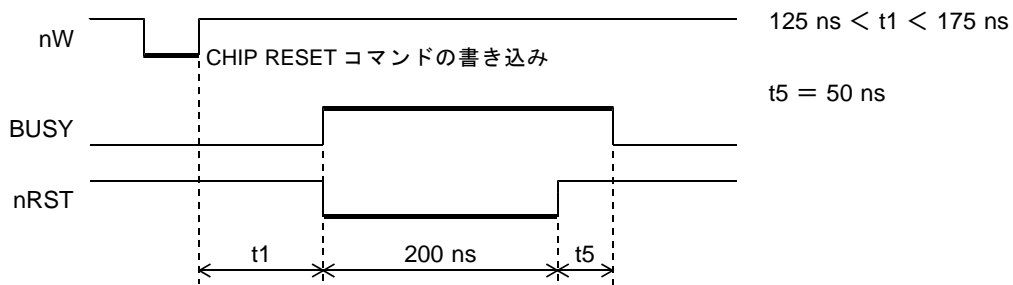 nW
125 ns < t1 < 175 ns
CHIP RESET コマンドの書き込み
t5 = 50 ns
BUSY
nRST
t1
200 ns
t5